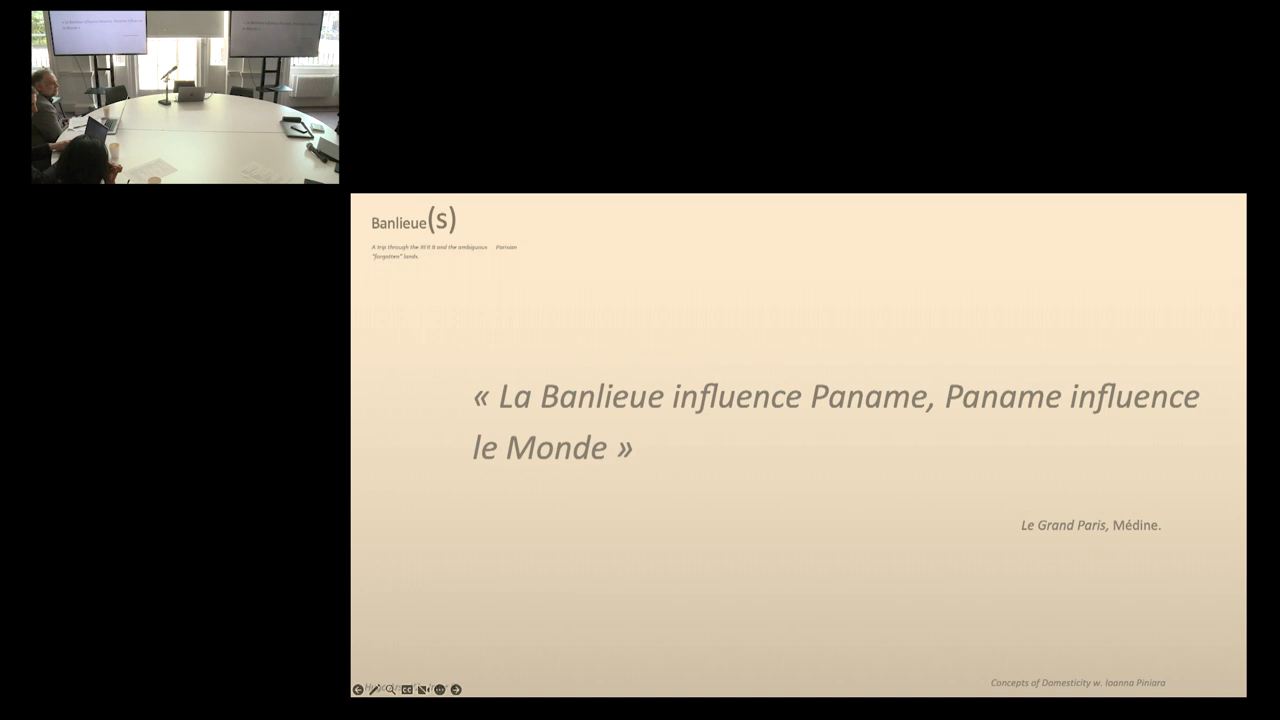 Banlieue(s)
A trip through the
and the ambiguous Parisian
"forgotten" lands.
« La Banlieue influence Paname, Paname influence
le Monde »
Le Grand Paris, Médine.
Concepts of Domesticity w. Ioanna Piniara